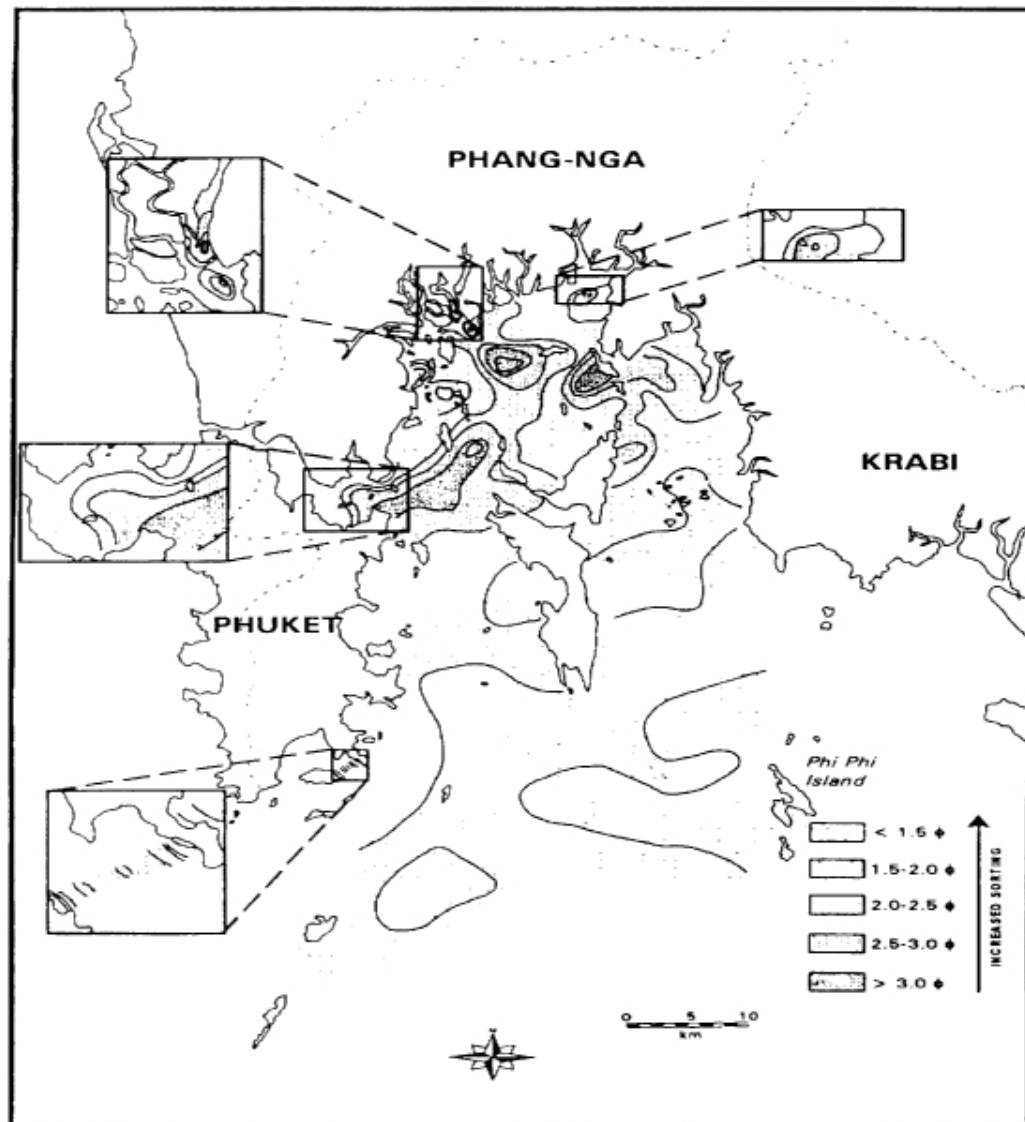 PHANG-NGA
KRABI
PHUKET
Phi Phi
Island
< 1.5 φ
1.5-2.0 φ
2.0-2.5 φ
2.5-3.0 φ
> 3.0 φ
INCREASED SORTING
0 5 10
km
N